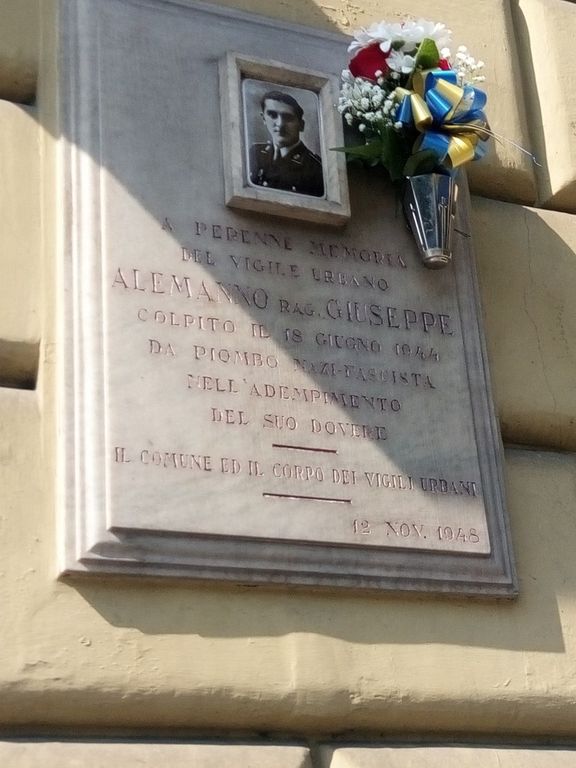 A PERENNE MEMORIA
DEL VIGILE URBANO
ALEMANNO RAG. GIUSEPPE
COLPITO IL 18 GIUGNO 1944
DA PIOMBO NAZI-FASCISTA
NELL'ADEMPIMENTO
DEL SUO DOVERE
IL COMUNE ED IL CORPO DEI VIGILI URBANI
12 NOV. 1948